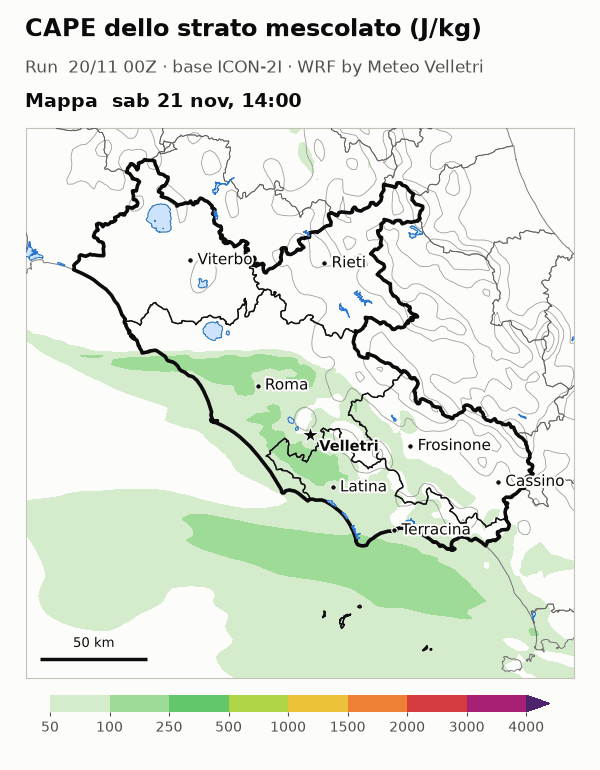 CAPE dello strato mescolato (J/kg)
Run  20/11 00Z · base ICON-2I · WRF by Meteo Velletri
Mappa  sab 21 nov, 14:00
Viterbo
Rieti
Roma
Velletri
Frosinone
Cassino
Latina
Terracina
50 km
50 100 250 500 1000 1500 2000 3000 4000